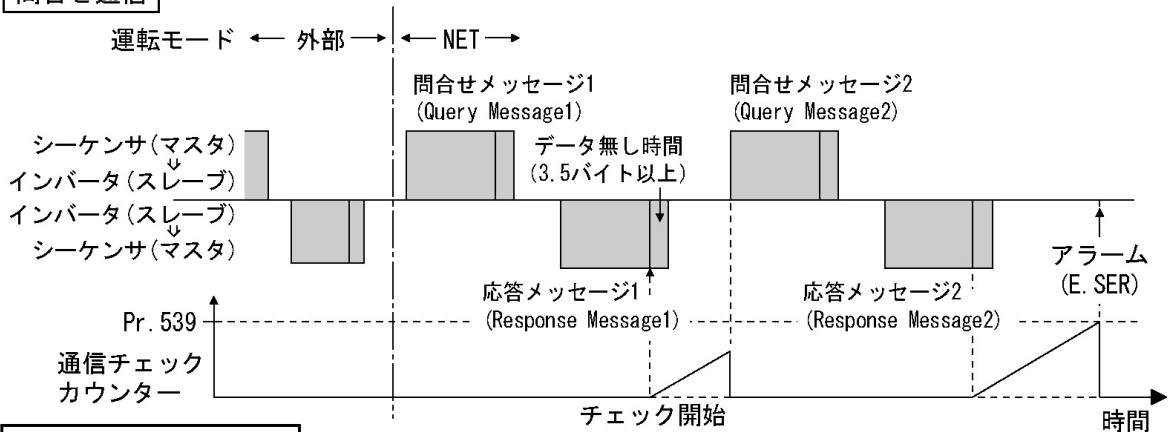 問合せ通信
運転モード ← 外部 → ← NET →
問合せメッセージ1
(Query Message1)
問合せメッセージ2
(Query Message2)
シーケンサ(マスタ)
⇓
インバータ(スレーブ)
データ無し時間
(3.5バイト以上)
インバータ(スレーブ)
⇓
シーケンサ(マスタ)
アラーム
(E.SER)
応答メッセージ1
(Response Message1)
応答メッセージ2
(Response Message2)
Pr.539
通信チェック
カウンター
チェック開始
時間